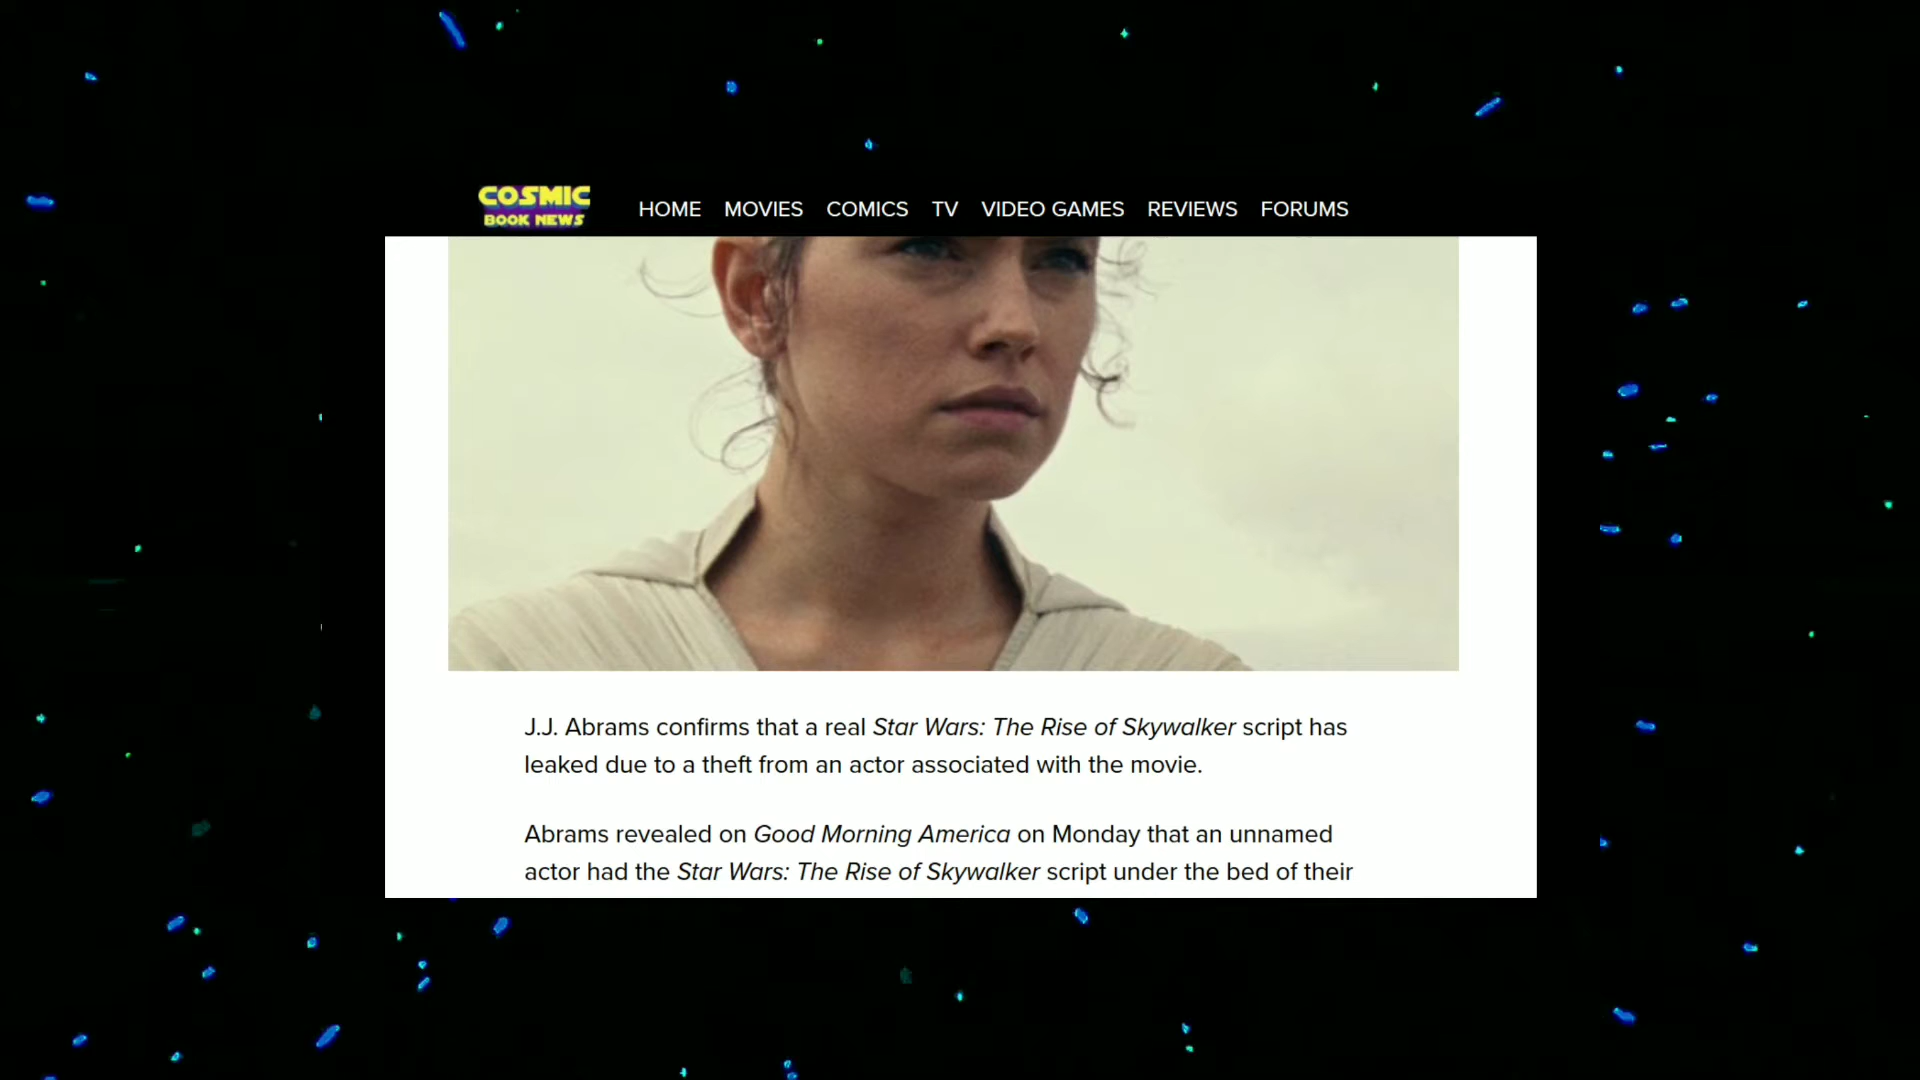 COSMIC
BOOK NEWS
HOME MOVIES COMICS TV VIDEO GAMES REVIEWS FORUMS
J.J. Abrams confirms that a real Star Wars: The Rise of Skywalker script has
leaked due to a theft from an actor associated with the movie.
Abrams revealed on Good Morning America on Monday that an unnamed
actor had the Star Wars: The Rise of Skywalker script under the bed of their